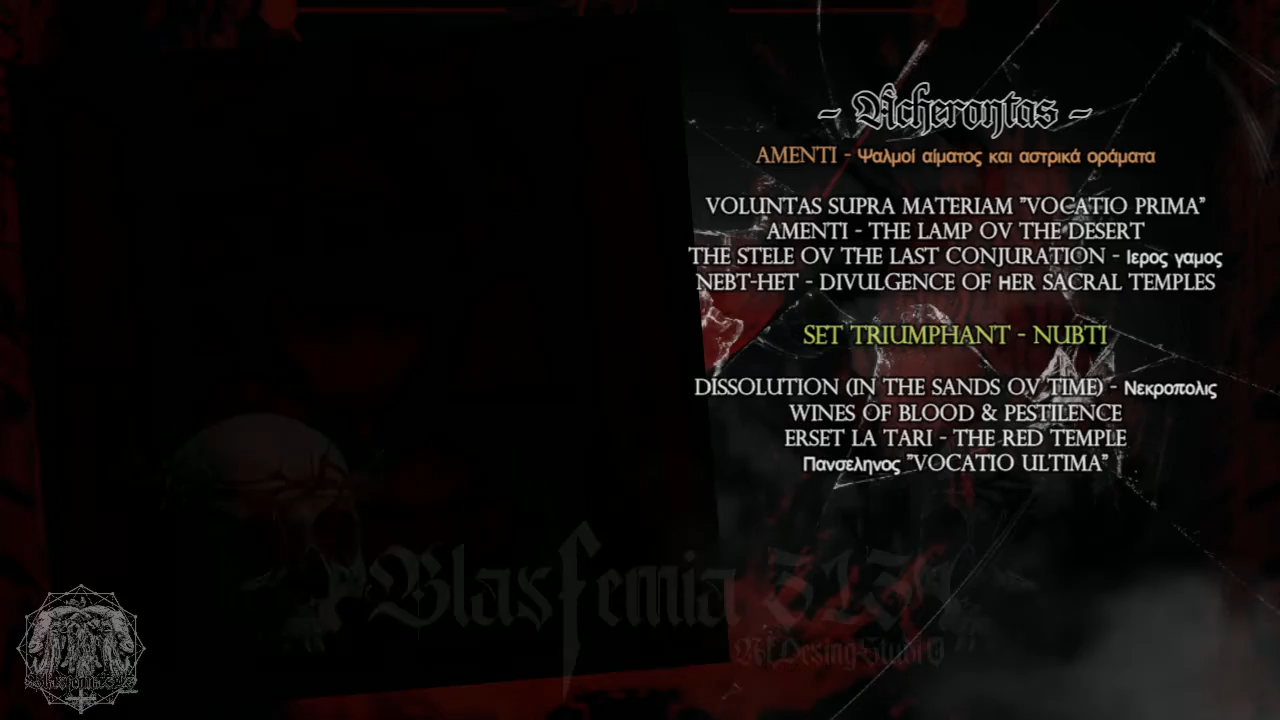 - Acherontas -
AMENTI - Ψαλμοί αίματος και αστρικά οράματα
VOLUNTAS SUPRA MATERIAM "VOCATIO PRIMA"
AMENTI - THE LAMP OV THE DESERT
THE STELE OV THE LAST CONJURATION - Ιερος γαμος
NEBT-HET - DIVULGENCE OF HER SACRAL TEMPLES
SET TRIUMPHANT - NUBTI
DISSOLUTION (IN THE SANDS OV TIME) - Νεκροπολις
WINES OF BLOOD & PESTILENCE
ERSET LA TARI - THE RED TEMPLE
Πανσεληνος "VOCATIO ULTIMA"
Blasfemia
Desing Studio